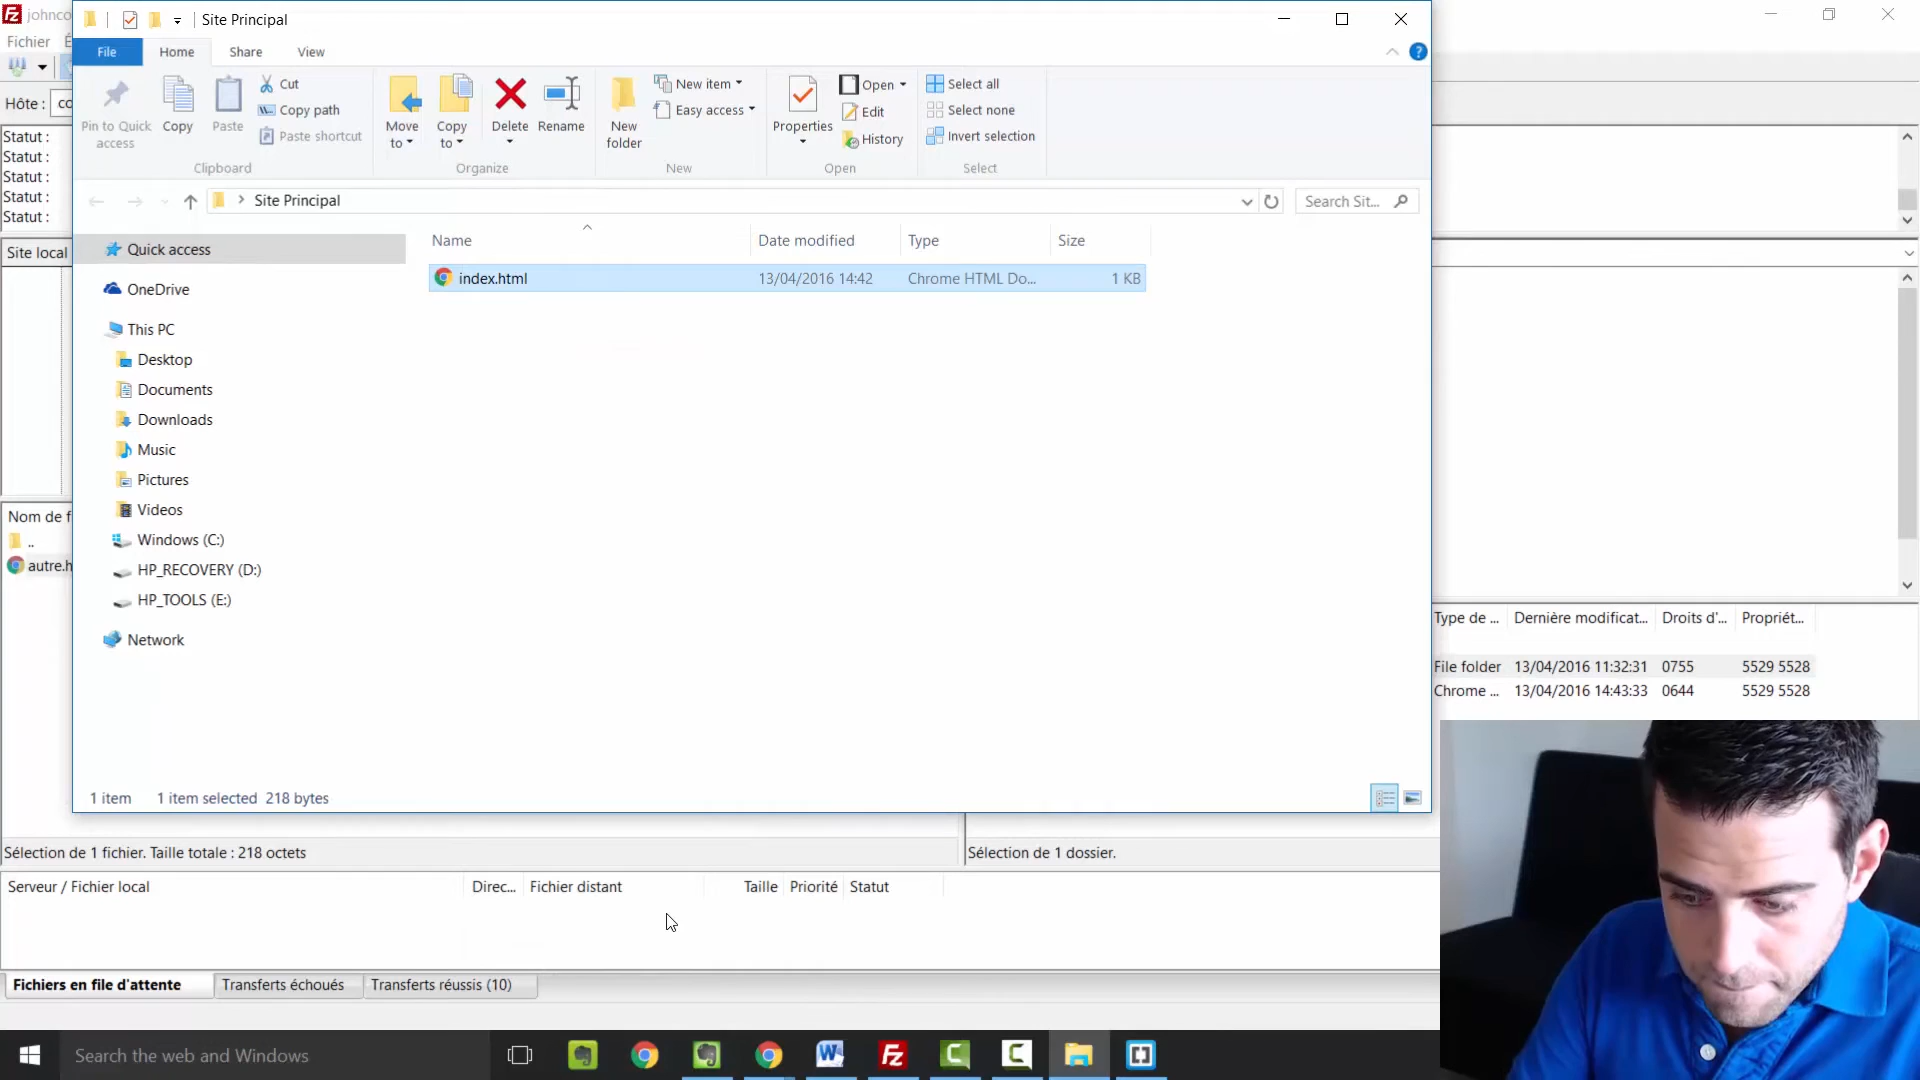 johnco
Site Principal
Fichier
File
Home
Share
View
Pin to Quick access
Copy
Paste
Cut
Copy path
Paste shortcut
Clipboard
Move to
Copy to
Delete
Rename
Organize
New folder
New item
Easy access
New
Properties
Open
Edit
History
Open
Select all
Select none
Invert selection
Select
Hôte :
Statut :
Statut :
Statut :
Statut :
Statut :
Site Principal
Search Sit...
Site local
Name
Date modified
Type
Size
index.html
13/04/2016 14:42
Chrome HTML Do...
1 KB
Quick access
OneDrive
This PC
Desktop
Documents
Downloads
Music
Pictures
Videos
Windows (C:)
HP_RECOVERY (D:)
HP_TOOLS (E:)
Network
Nom de f
..
autre.h
Type de ...
Dernière modificat...
Droits d'...
Propriét...
File folder
13/04/2016 11:32:31
0755
5529 5528
Chrome ...
13/04/2016 14:43:33
0644
5529 5528
1 item
1 item selected 218 bytes
Sélection de 1 fichier. Taille totale : 218 octets
Sélection de 1 dossier.
Serveur / Fichier local
Direc...
Fichier distant
Taille
Priorité
Statut
Fichiers en file d'attente
Transferts échoués
Transferts réussis (10)
Search the web and Windows